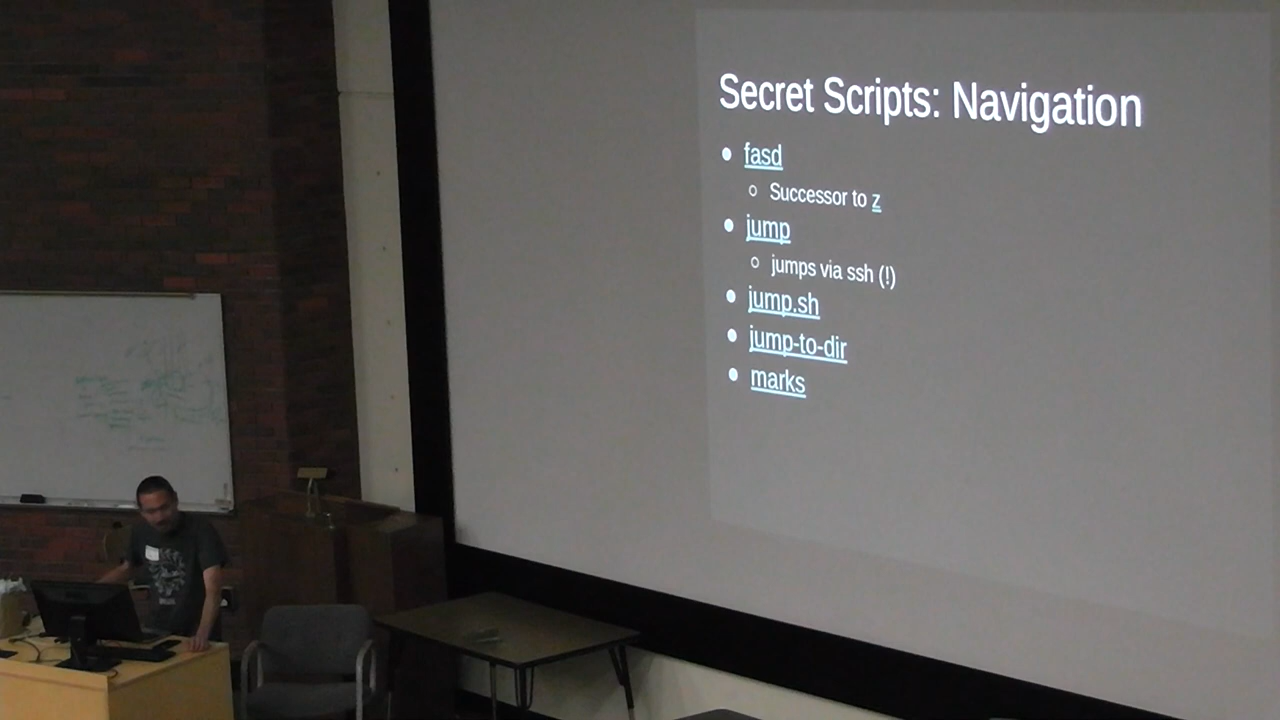 Secret Scripts: Navigation
fasd
Successor to z
jump
jumps via ssh (!)
jump.sh
jump-to-dir
marks